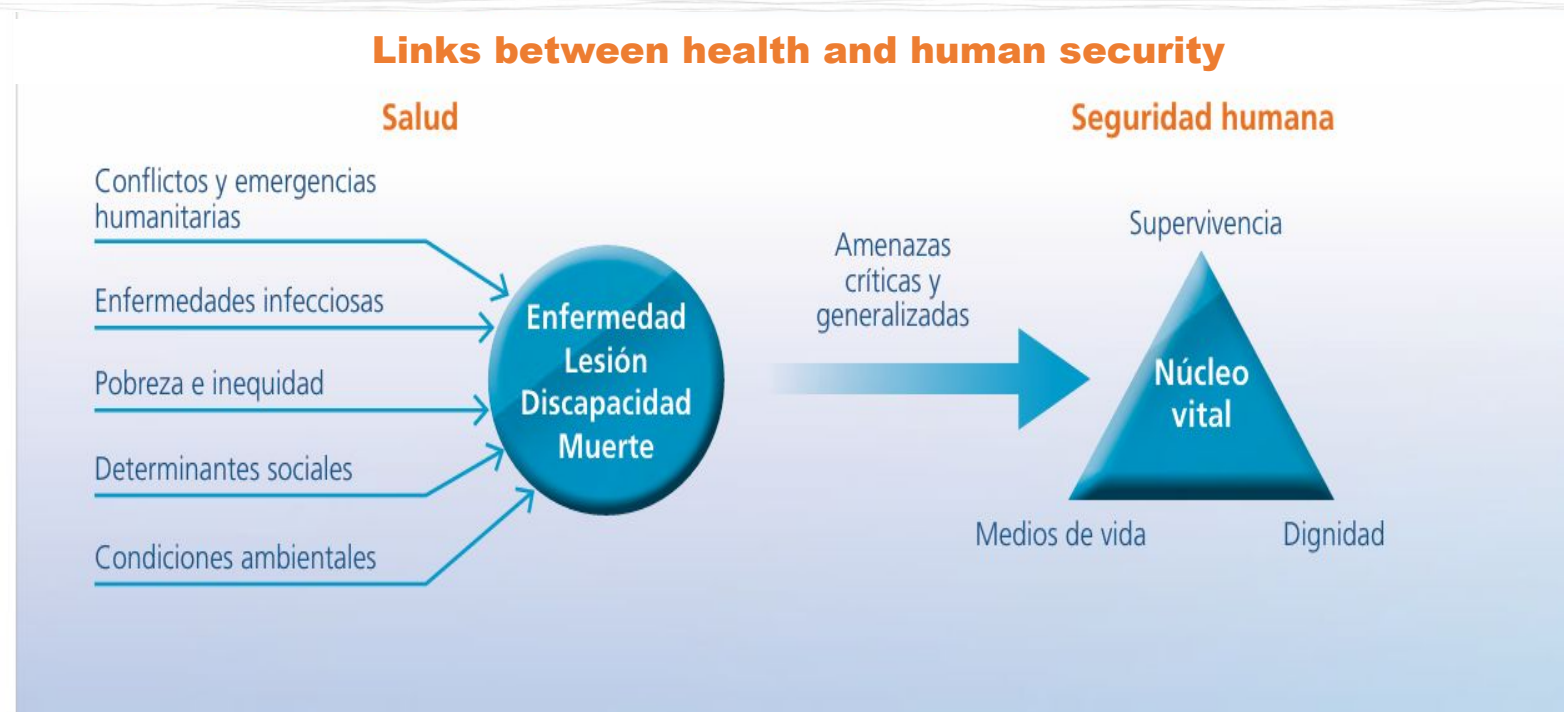 Links between health and human security
Salud
Conflictos y emergencias
humanitarias
Enfermedades infecciosas
Pobreza e inequidad
Determinantes sociales
Condiciones ambientales
Enfermedad
Lesión
Discapacidad
Muerte
Amenazas
críticas y
generalizadas
Seguridad humana
Supervivencia
Núcleo
vital
Medios de vida
Dignidad